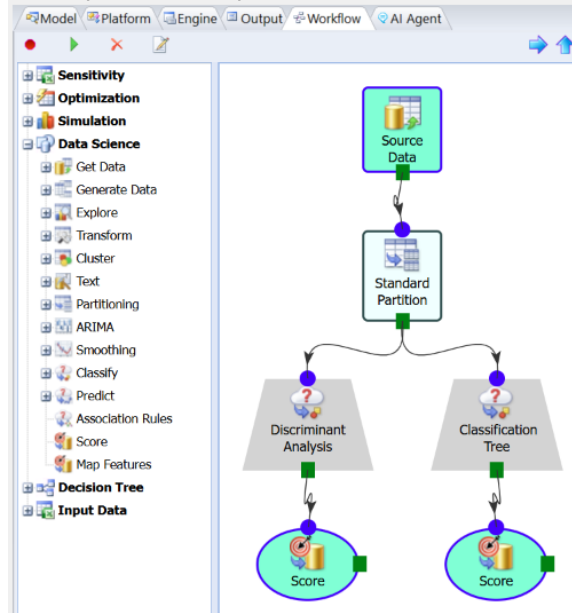 Model Platform Engine Output Workflow AI Agent
Sensitivity
Optimization
Simulation
Data Science
Get Data
Generate Data
Explore
Transform
Cluster
Text
Partitioning
ARIMA
Smoothing
Classify
Predict
Association Rules
Score
Map Features
Decision Tree
Input Data
Source
Data
Standard
Partition
Discriminant
Analysis
Classification
Tree
Score
Score